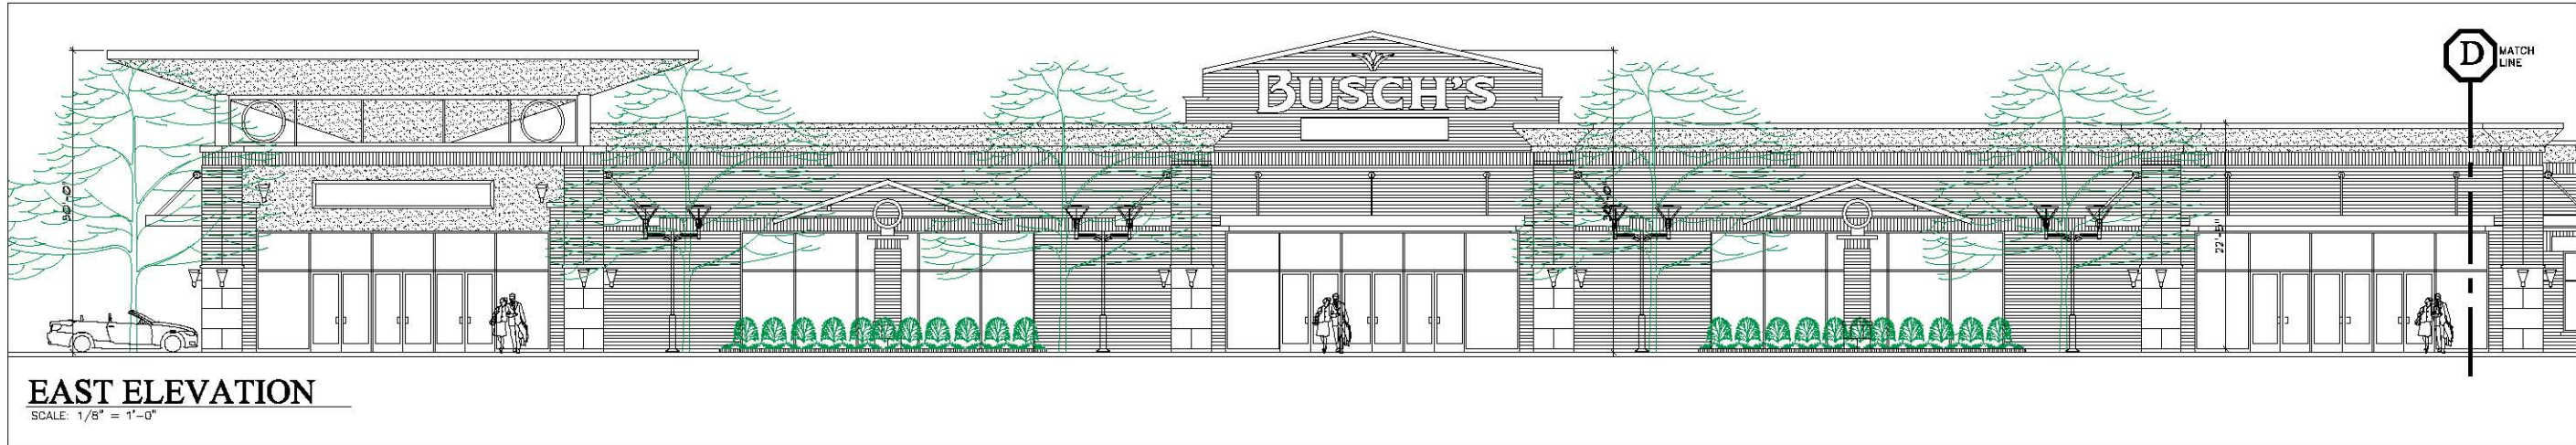 BUSCH'S
D
MATCH
LINE
22'-5"
EAST ELEVATION
SCALE: 1/8" = 1'-0"